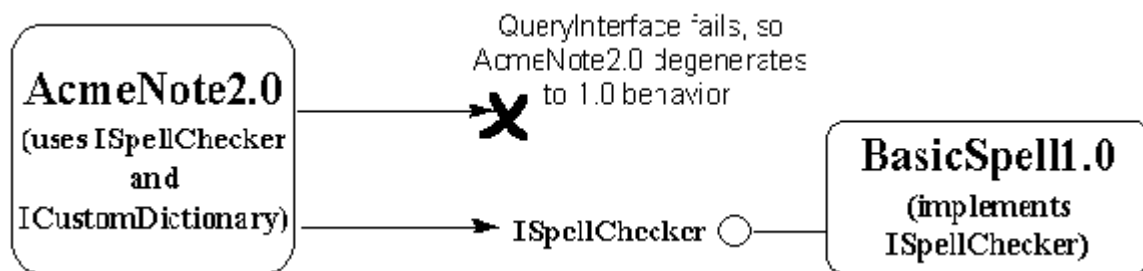 AcmeNote2.0
(uses ISpellChecker
and
ICustomDictionary)
QueryInterface fails, so
AcmeNote2.0 degenerates
to 1.0 behavior
ISpellChecker
BasicSpell1.0
(implements
ISpellChecker)